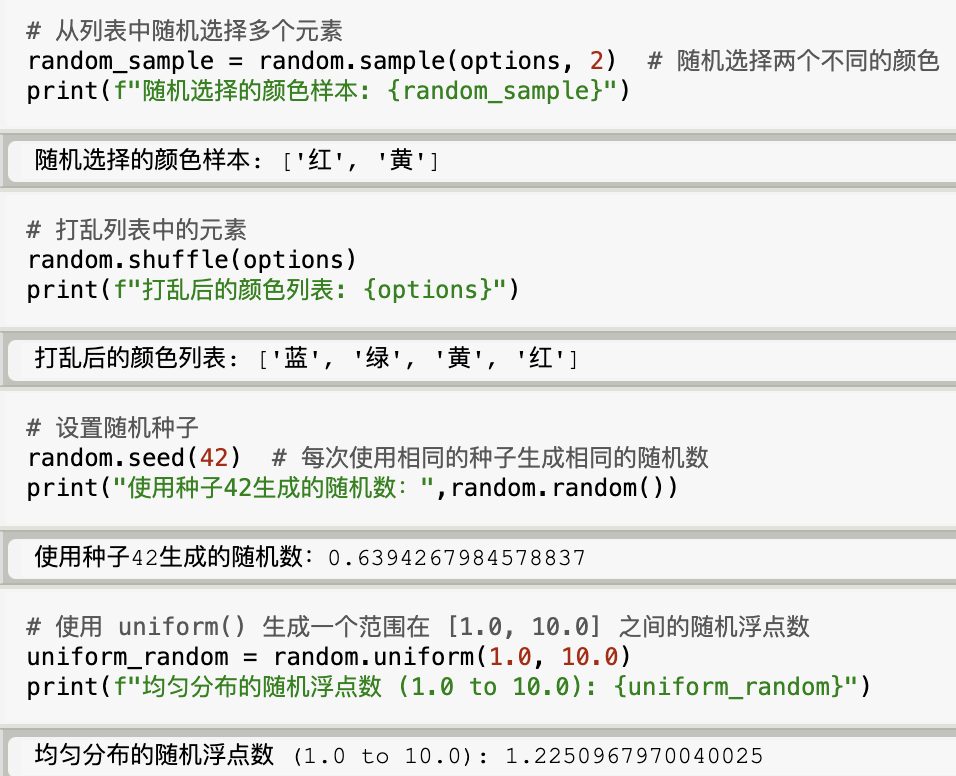 # 从列表中随机选择多个元素
random_sample = random.sample(options, 2)  # 随机选择两个不同的颜色
print(f"随机选择的颜色样本: {random_sample}")
随机选择的颜色样本: ['红', '黄']
# 打乱列表中的元素
random.shuffle(options)
print(f"打乱后的颜色列表: {options}")
打乱后的颜色列表: ['蓝', '绿', '黄', '红']
# 设置随机种子
random.seed(42)  # 每次使用相同的种子生成相同的随机数
print("使用种子42生成的随机数：",random.random())
使用种子42生成的随机数：0.6394267984578837
# 使用 uniform() 生成一个范围在 [1.0, 10.0] 之间的随机浮点数
uniform_random = random.uniform(1.0, 10.0)
print(f"均匀分布的随机浮点数 (1.0 to 10.0): {uniform_random}")
均匀分布的随机浮点数 (1.0 to 10.0): 1.2250967970040025